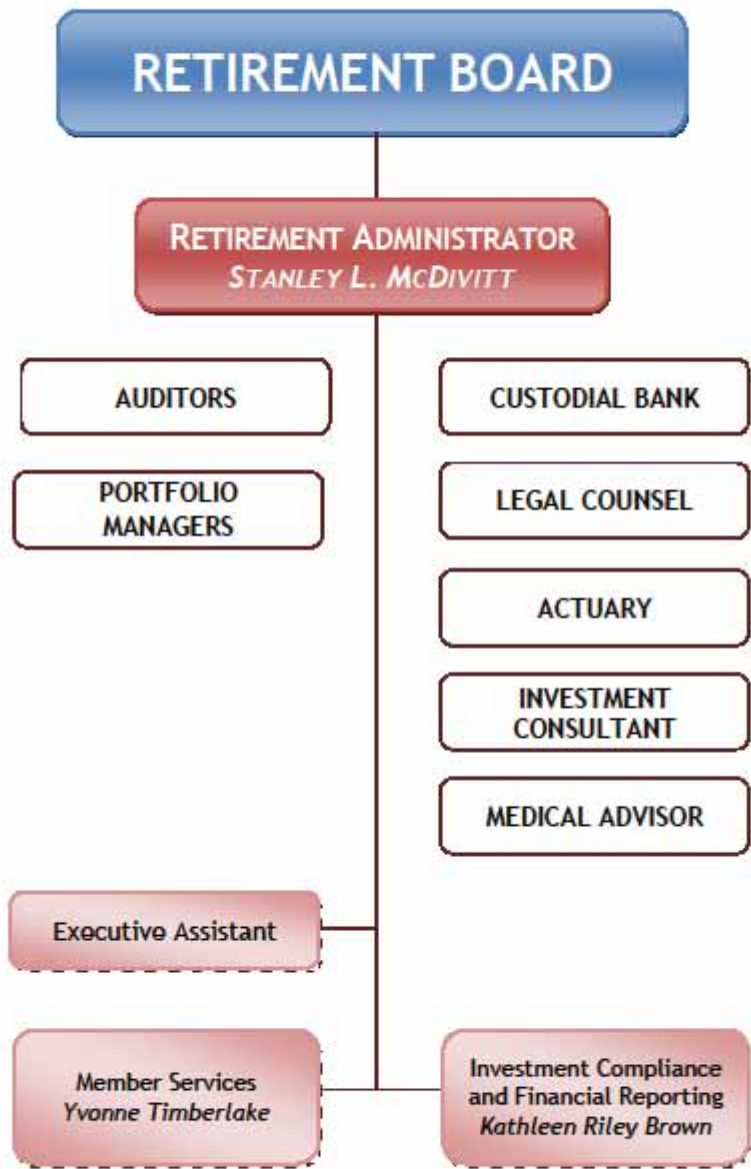 RETIREMENT BOARD
RETIREMENT ADMINISTRATOR
STANLEY L. MCDIVITT
AUDITORS
PORTFOLIO
MANAGERS
CUSTODIAL BANK
LEGAL COUNSEL
ACTUARY
INVESTMENT
CONSULTANT
MEDICAL ADVISOR
Executive Assistant
Member Services
Yvonne Timberlake
Investment Compliance
and Financial Reporting
Kathleen Riley Brown